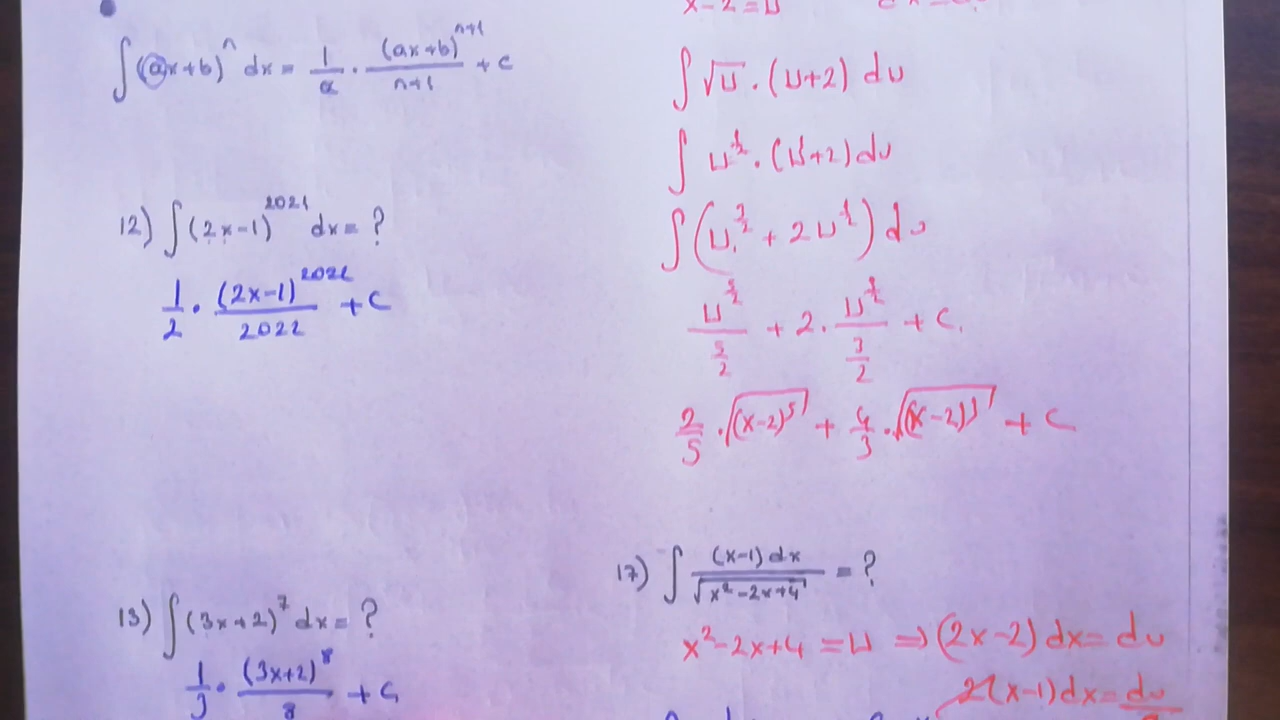 ∫(ax+b)^n dx = 1/a · (ax+b)^(n+1)/(n+1) + c
12) ∫(2x-1)^2021 dx = ?
1/2 · (2x-1)^2022/2022 + c
13) ∫(3x+2)^7 dx = ?
1/3 · (3x+2)^8/8 + c
x-2=u
∫√u · (u+2) du
∫u^(1/2) · (u+2) du
∫(u^(3/2) + 2u^(1/2)) du
u^(5/2)/(5/2) + 2 · u^(3/2)/(3/2) + c.
2/5 · √((x-2)^5) + 4/3 · √((x-2)^3) + c
17) ∫(x-1)dx/√(x²-2x+4) = ?
x²-2x+4 = u ⇒ (2x-2)dx = du
2(x-1)dx = du